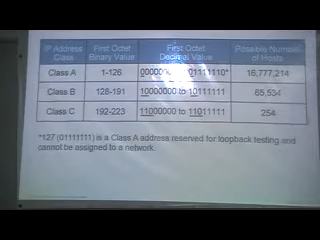 IP Address Class | First Octet Binary Value | First Octet Decimal Value | Possible Number of Hosts
Class A | 1-126 | 01111110* | 16,777,214
Class B | 128-191 | 10000000 to 10111111 | 65,534
Class C | 192-223 | 11000000 to 11011111 | 254
*127 (01111111) is a Class A address reserved for loopback testing and
cannot be assigned to a network.